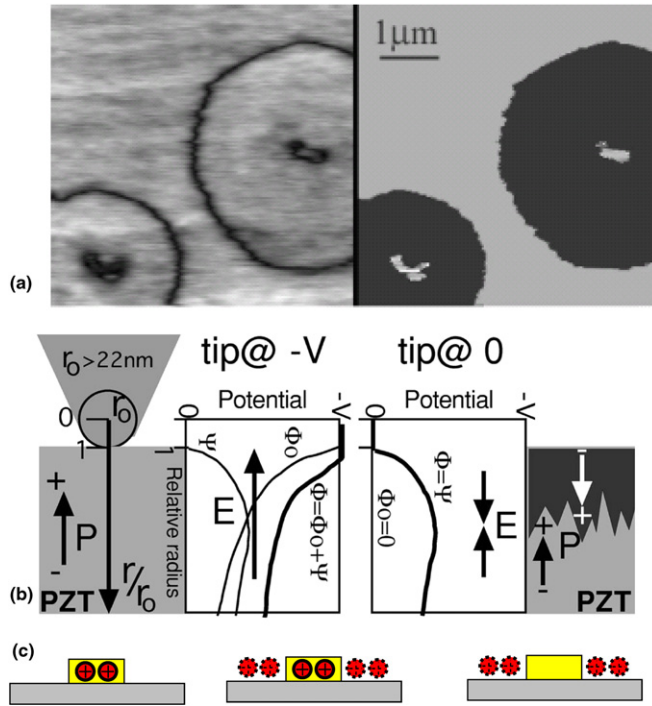 1μm
(a)
r₀>22nm
tip@ -V
tip@ 0
Potential
Potential
0
-V
0
-V
0
r₀
1
1
Ψ
Φ₀
Φ=Φ₀+Ψ
E
Relative radius
+
P
-
r/r₀
PZT
Φ₀=0
Φ=Ψ
E
-
+
+
P
-
PZT
(b)
(c)
+ +
+ + + + + +
+ + + +